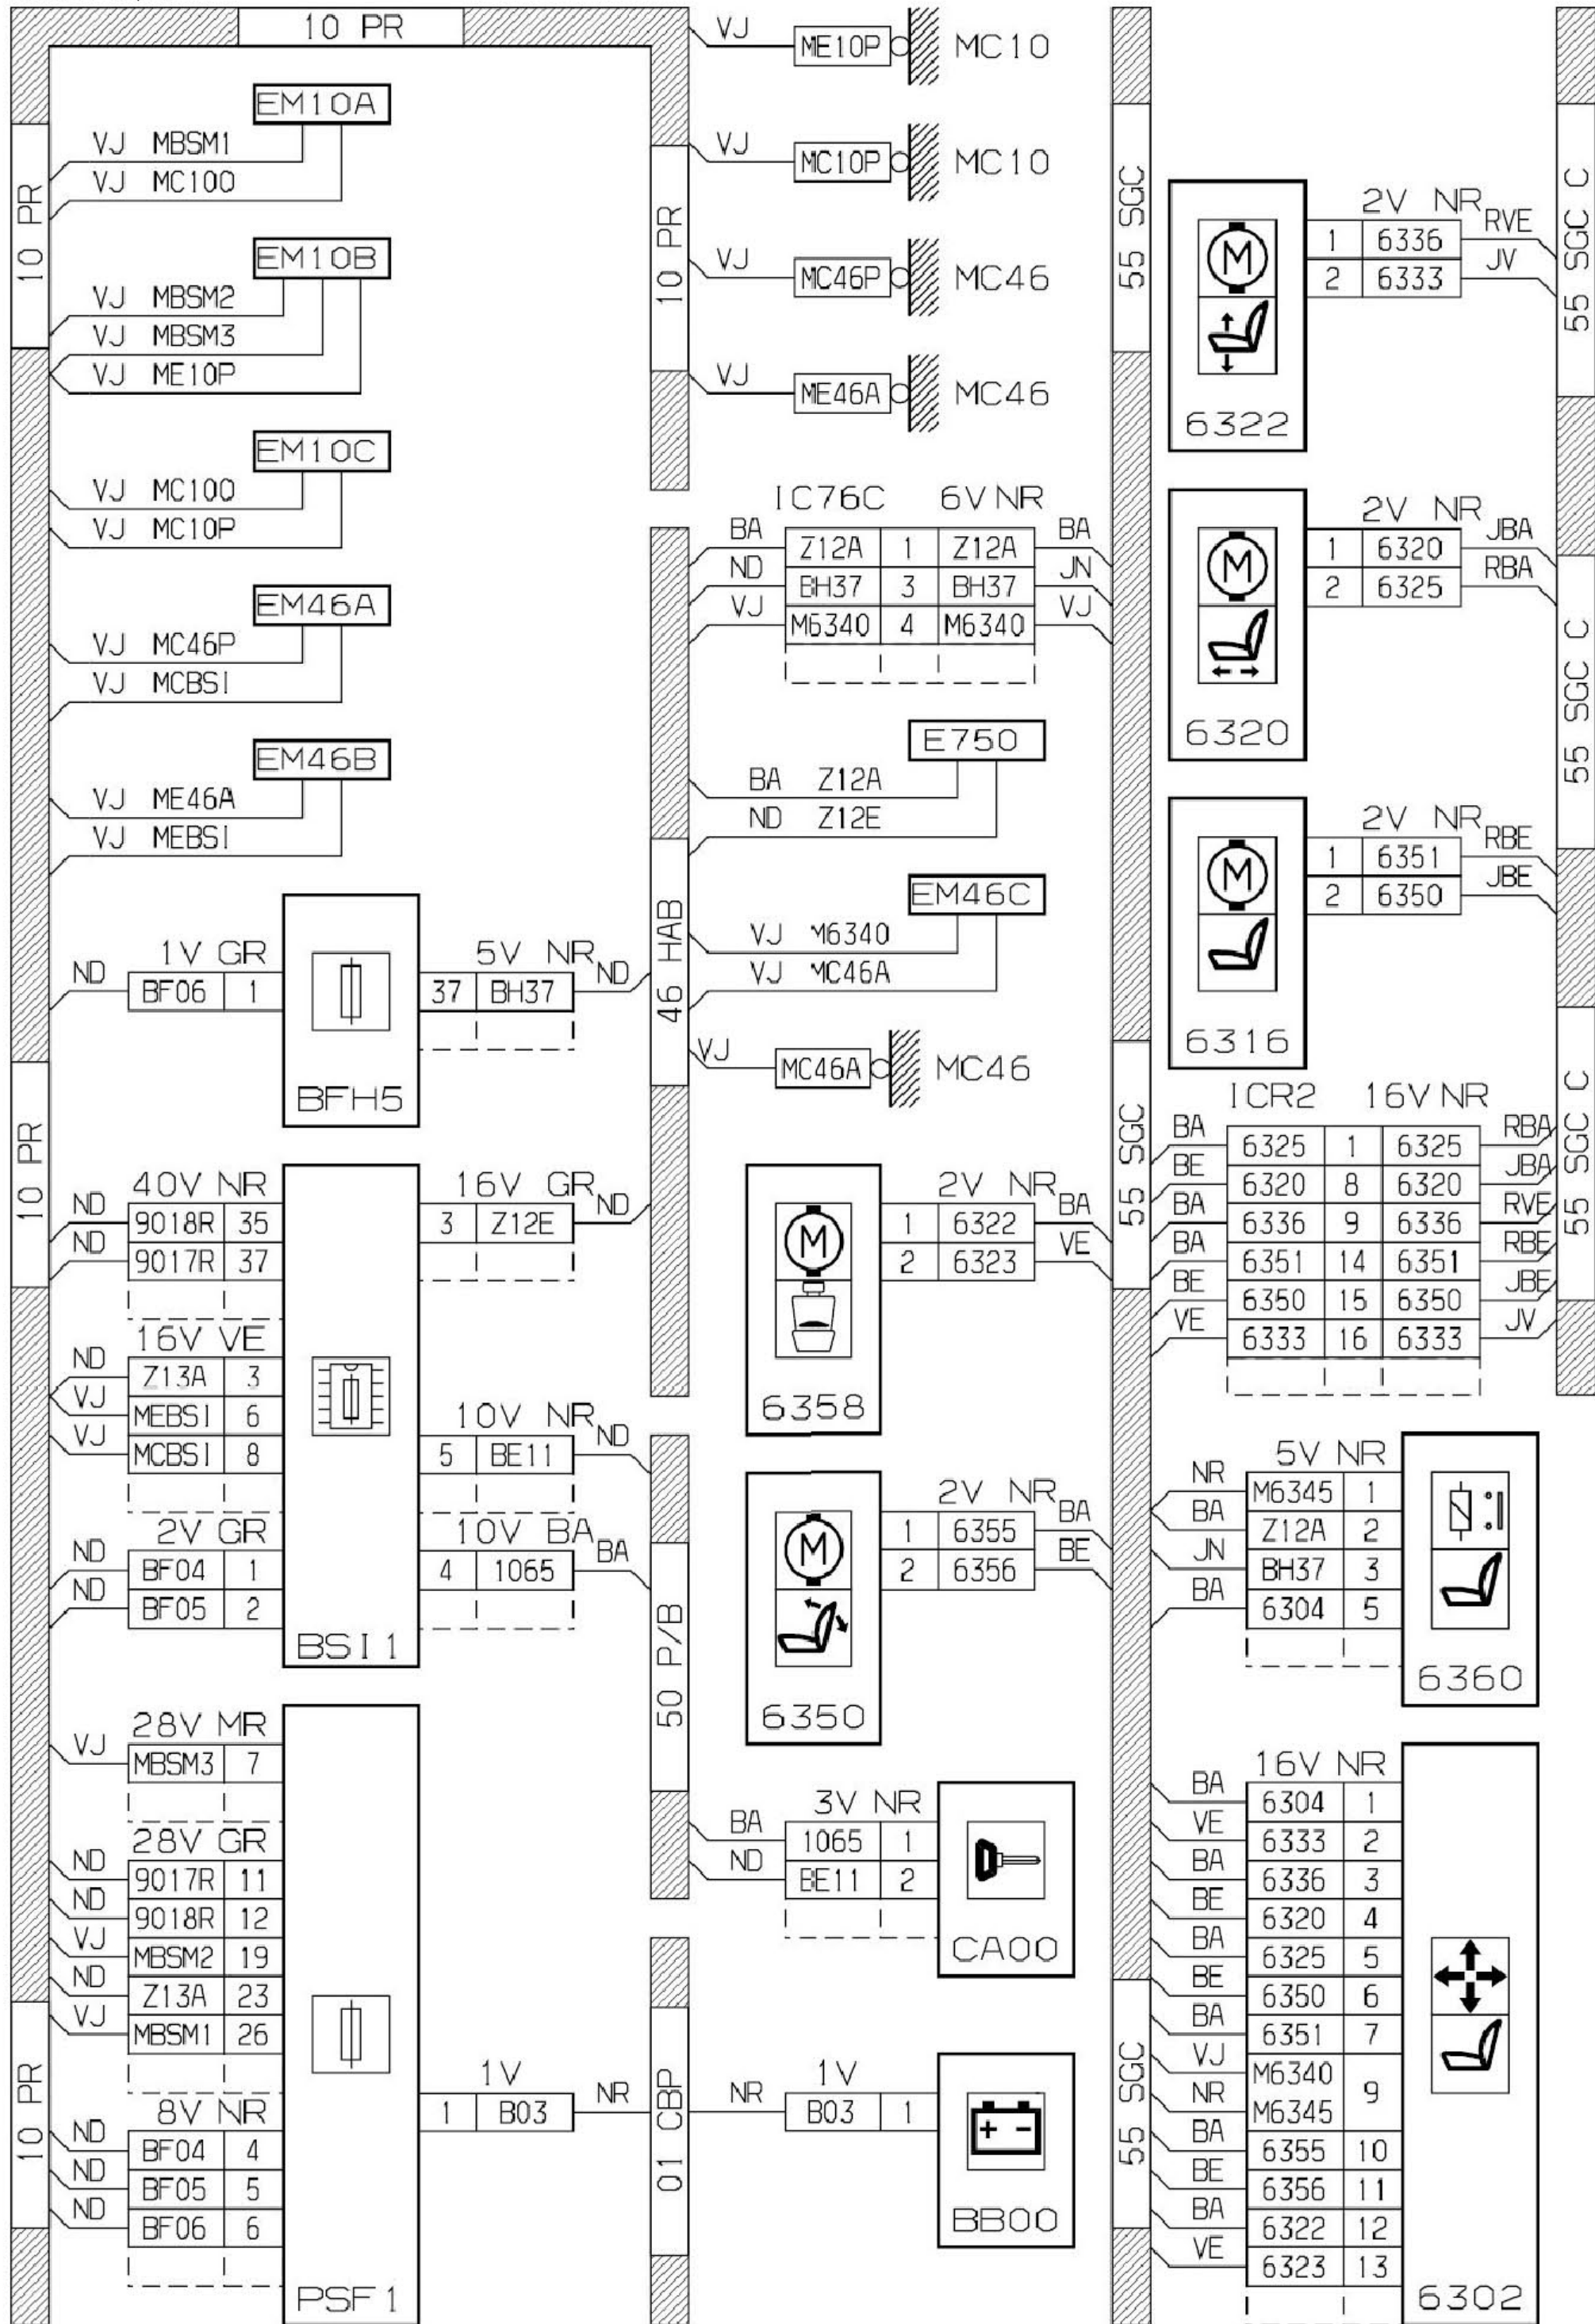 10 PR
10 PR
EM10A
VJ MBSM1
VJ MC100
EM10B
VJ MBSM2
VJ MBSM3
VJ ME10P
EM10C
VJ MC100
VJ MC10P
EM46A
VJ MC46P
VJ MCBSI
EM46B
VJ ME46A
VJ MEBSI
1V GR
ND BF06 1
BFH5
5V NR
37 BH37 ND
10 PR
40V NR
ND 9018R 35
ND 9017R 37
16V VE
ND Z13A 3
VJ MEBSI 6
VJ MCBSI 8
2V GR
ND BF04 1
ND BF05 2
BSI1
16V GR
3 Z12E ND
10V NR
5 BE11 ND
10V BA
4 1065 BA
28V MR
VJ MBSM3 7
28V GR
ND 9017R 11
ND 9018R 12
VJ MBSM2 19
ND Z13A 23
VJ MBSM1 26
10 PR
8V NR
ND BF04 4
ND BF05 5
ND BF06 6
PSF1
1V
1 B03 NR
10 PR
46 HAB
50 P/B
01 CBP
VJ ME10P MC10
VJ MC10P MC10
VJ MC46P MC46
VJ ME46A MC46
IC76C 6V NR
BA Z12A 1 Z12A BA
ND BH37 3 BH37 JN
VJ M6340 4 M6340 VJ
E750
BA Z12A
ND Z12E
EM46C
VJ M6340
VJ MC46A
VJ MC46A MC46
6358
2V NR
1 6322 BA
2 6323 VE
6350
2V NR
1 6355 BA
2 6356 BE
3V NR
BA 1065 1
ND BE11 2
CA00
1V
NR B03 1
BB00
55 SGC
55 SGC
55 SGC
6322
2V NR
1 6336 RVE
2 6333 JV
6320
2V NR
1 6320 JBA
2 6325 RBA
6316
2V NR
1 6351 RBE
2 6350 JBE
ICR2 16V NR
BA 6325 1 6325 RBA
BE 6320 8 6320 JBA
BA 6336 9 6336 RVE
BA 6351 14 6351 RBE
BE 6350 15 6350 JBE
VE 6333 16 6333 JV
5V NR
NR M6345 1
BA Z12A 2
JN BH37 3
BA 6304 5
6360
16V NR
BA 6304 1
VE 6333 2
BA 6336 3
BE 6320 4
BA 6325 5
BE 6350 6
BA 6351 7
VJ M6340 9
NR M6345
BA 6355 10
BE 6356 11
BA 6322 12
VE 6323 13
6302
55 SGC C
55 SGC C
55 SGC C